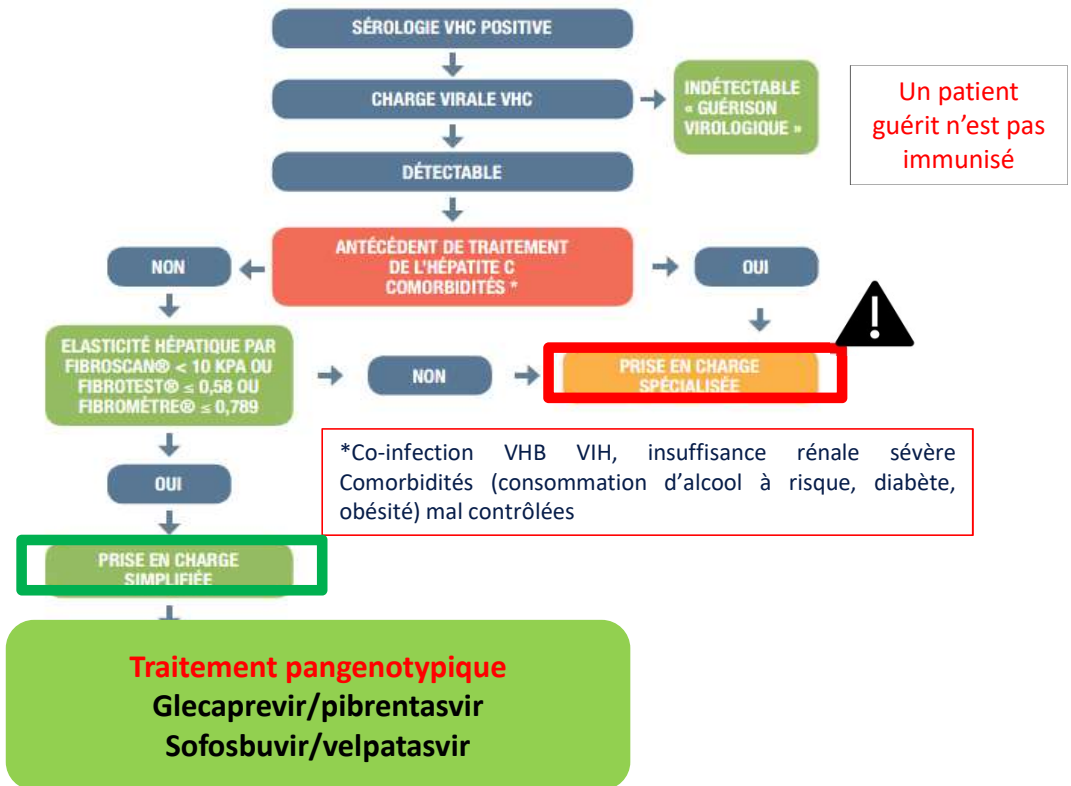 SÉROLOGIE VHC POSITIVE
CHARGE VIRALE VHC
INDÉTECTABLE
« GUÉRISON
VIROLOGIQUE »
Un patient
guérit n’est pas
immunisé
DÉTECTABLE
NON
ANTÉCÉDENT DE TRAITEMENT
DE L'HÉPATITE C
COMORBIDITÉS *
OUI
ELASTICITÉ HÉPATIQUE PAR
FIBROSCAN® < 10 KPA OU
FIBROTEST® ≤ 0,58 OU
FIBROMÈTRE® ≤ 0,789
NON
PRISE EN CHARGE
SPÉCIALISÉE
*Co-infection VHB VIH, insuffisance rénale sévère
Comorbidités (consommation d’alcool à risque, diabète,
obésité) mal contrôlées
OUI
PRISE EN CHARGE
SIMPLIFIÉE
Traitement pangenotypique
Glecaprevir/pibrentasvir
Sofosbuvir/velpatasvir